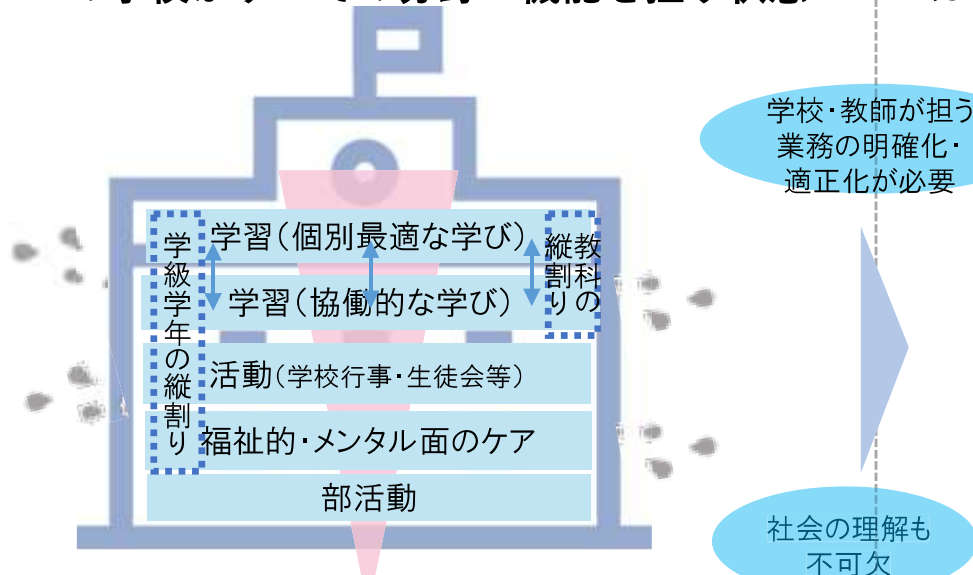 学校・教師が担う
業務の明確化・
適正化が必要
学習(個別最適な学び)
学習(協働的な学び)
活動(学校行事・生徒会等)
福祉的・メンタル面のケア
部活動
学級学年の縦割り
教科の
縦割り
社会の理解も
不可欠